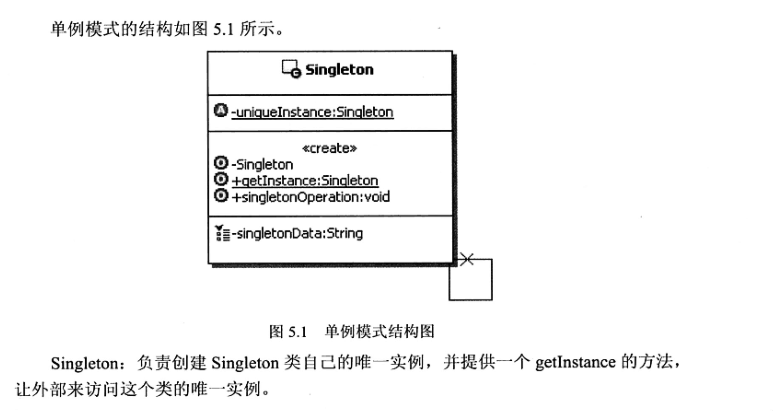 单例模式的结构如图 5.1 所示。
Singleton
-uniqueInstance:Singleton
«create»
-Singleton
+getInstance:Singleton
+singletonOperation:void
-singletonData:String
图 5.1 单例模式结构图
Singleton：负责创建 Singleton 类自己的唯一实例，并提供一个 getInstance 的方法，
让外部来访问这个类的唯一实例。